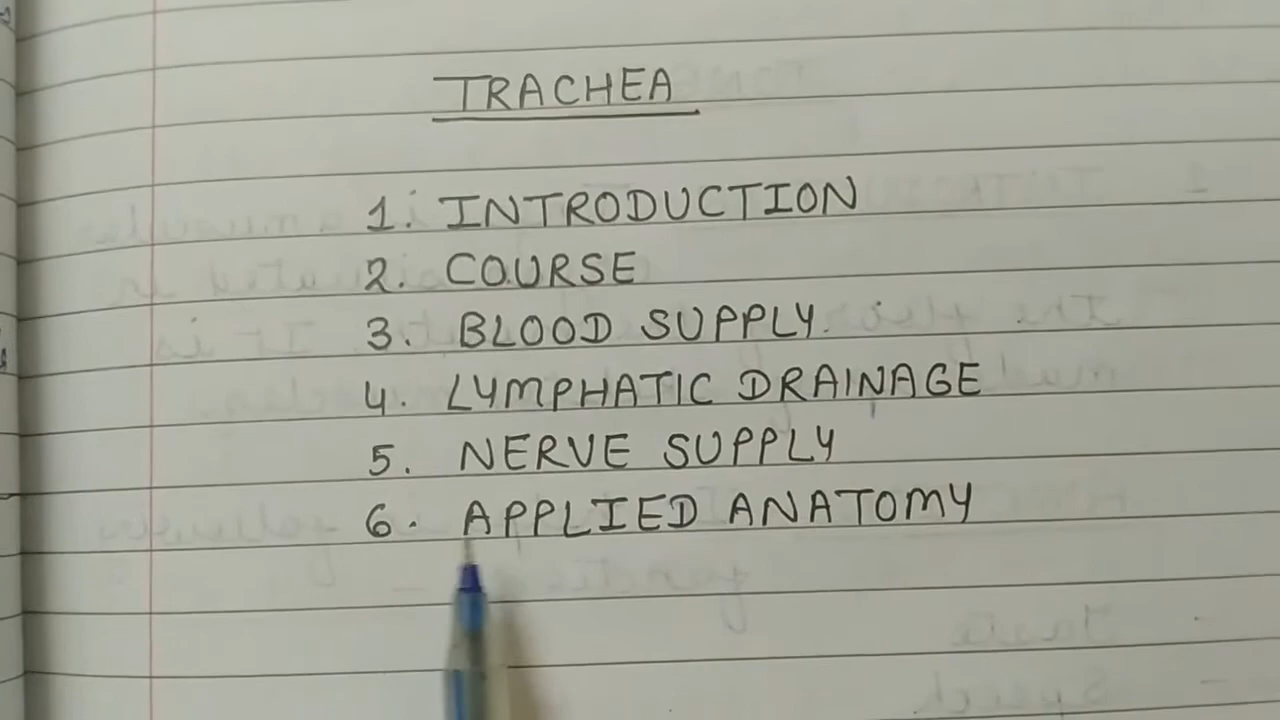 TRACHEA
1. INTRODUCTION
2. COURSE
3. BLOOD SUPPLY.
4. LYMPHATIC DRAINAGE
5. NERVE SUPPLY
6. APPLIED ANATOMY